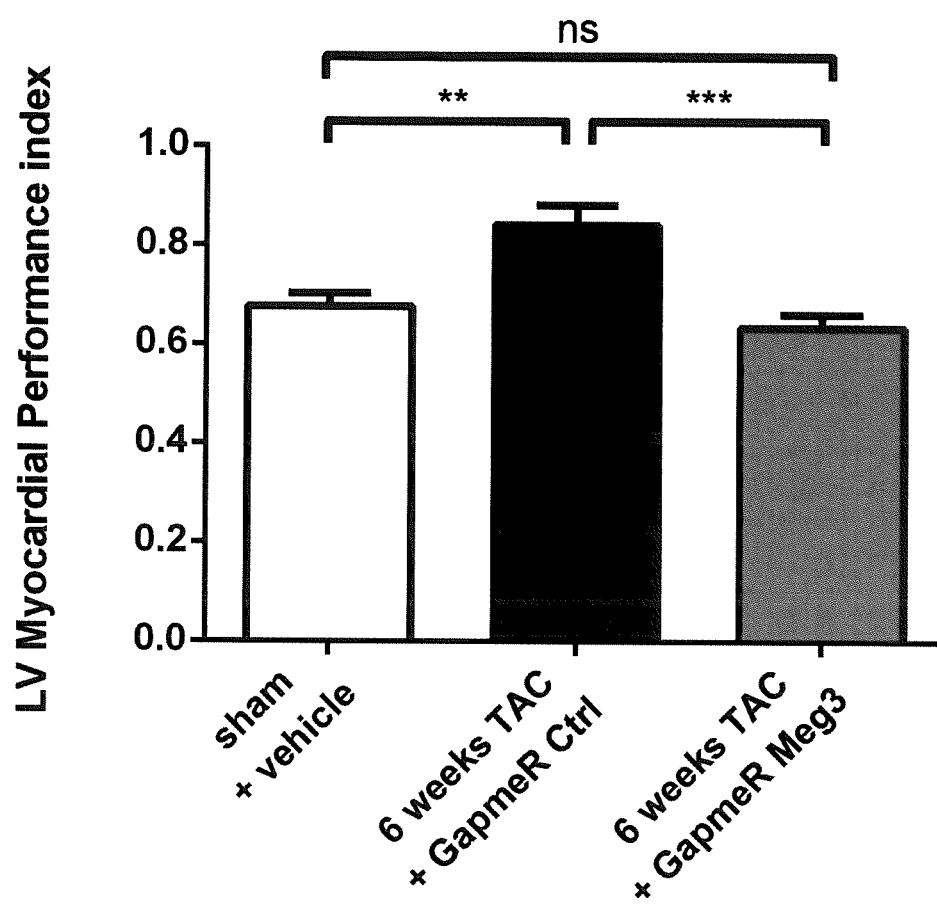 ns
**
***
LV Myocardial Performance index
1.0
0.8
0.6
0.4
0.2
0.0
sham
+ vehicle
6 weeks TAC
+ GapmeR Ctrl
6 weeks TAC
+ GapmeR Meg3